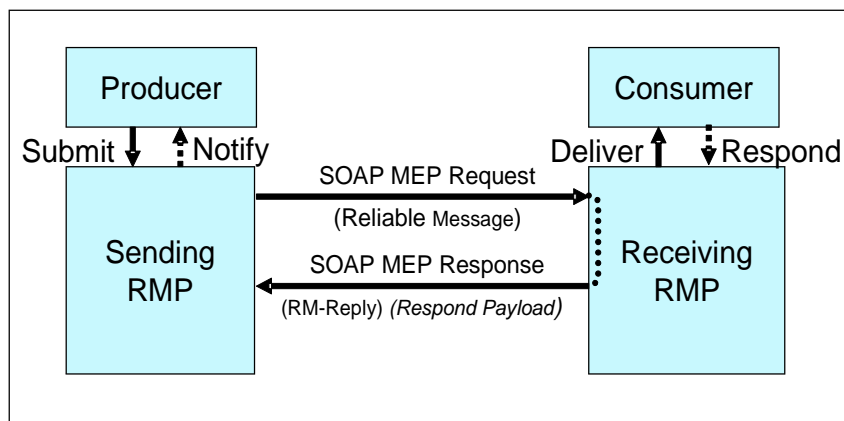 Producer
Consumer
Submit
Notify
Deliver
Respond
SOAP MEP Request
(Reliable Message)
Sending
RMP
SOAP MEP Response
(RM-Reply) (Respond Payload)
Receiving
RMP